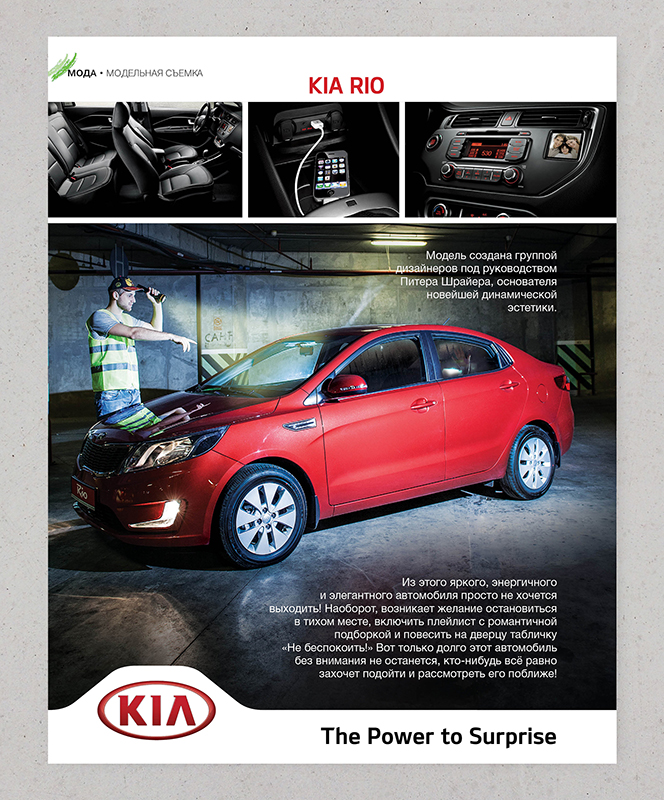 МОДА • МОДЕЛЬНАЯ СЪЕМКА
KIA RIO
530
Модель создана группой
дизайнеров под руководством
Питера Шрайера, основателя
новейшей динамической
эстетики.
Rio
Из этого яркого, энергичного
и элегантного автомобиля просто не хочется
выходить! Наоборот, возникает желание остановиться
в тихом месте, включить плейлист с романтичной
подборкой и повесить на дверцу табличку
«Не беспокоить!» Вот только долго этот автомобиль
без внимания не останется, кто-нибудь всё равно
захочет подойти и рассмотреть его поближе!
KIA
The Power to Surprise